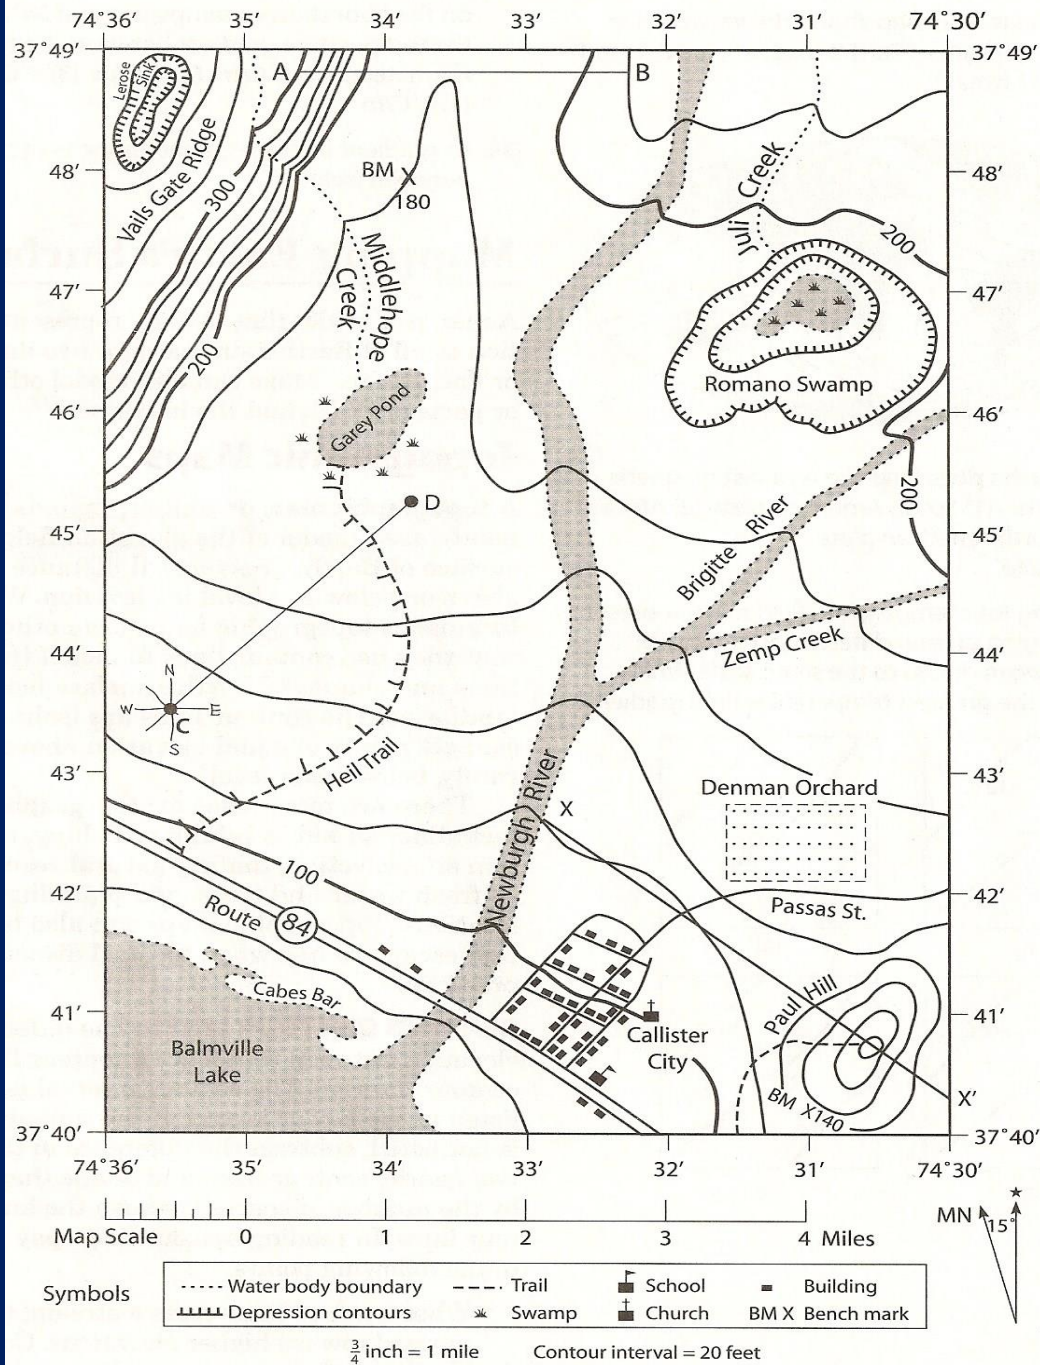 74°36′ 35′ 34′ 33′ 32′ 31′ 74°30′
37°49′ 37°49′
A B
Lerose
Sink
48′ 48′
BM X
180
Vails Gate Ridge
300
Juli Creek
200
Middlehope
Creek
47′ 47′
200
Romano Swamp
46′ 46′
Garey Pond
200
D
45′ 45′
Brigitte River
44′ 44′
Zemp Creek
N
W E
C
S
Heil Trail
43′ 43′
Denman Orchard
Newburgh River
X
100
42′ 42′
Passas St.
Route 84
Cabes Bar
41′ 41′
Paul Hill
Callister
City
Balmville
Lake
BM X140
X′
37°40′ 37°40′
74°36′ 35′ 34′ 33′ 32′ 31′ 74°30′
MN 15°
Map Scale 0 1 2 3 4 Miles
Symbols
Water body boundary Trail School Building
Depression contours Swamp Church BM X Bench mark
3/4 inch = 1 mile Contour interval = 20 feet